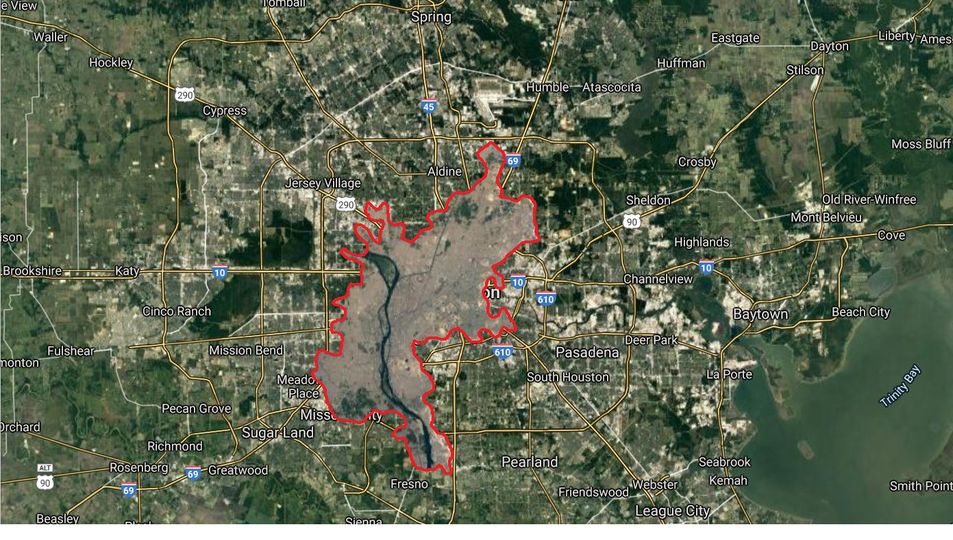 e View
Tomball
Spring
Waller
Eastgate
Liberty
Ames
Dayton
Hockley
Huffman
Stilson
290
Humble
Atascocita
45
Cypress
Moss Bluff
69
Crosby
Aldine
Jersey Village
290
Sheldon
Old River-Winfree
90
Mont Belvieu
ison
Cove
Highlands
Brookshire
Katy
10
10
Channelview
10
on
610
Cinco Ranch
Baytown
Beach City
Deer Park
Fulshear
Mission Bend
610
Pasadena
monton
La Porte
South Houston
Meado
Place
Trinity Bay
Pecan Grove
Misso
ity
Orchard
Sugar Land
Richmond
Pearland
Seabrook
ALT
90
Rosenberg
69
Greatwood
Webster
Kemah
69
Fresno
Friendswood
Smith Point
League City
Beasley
Sienna